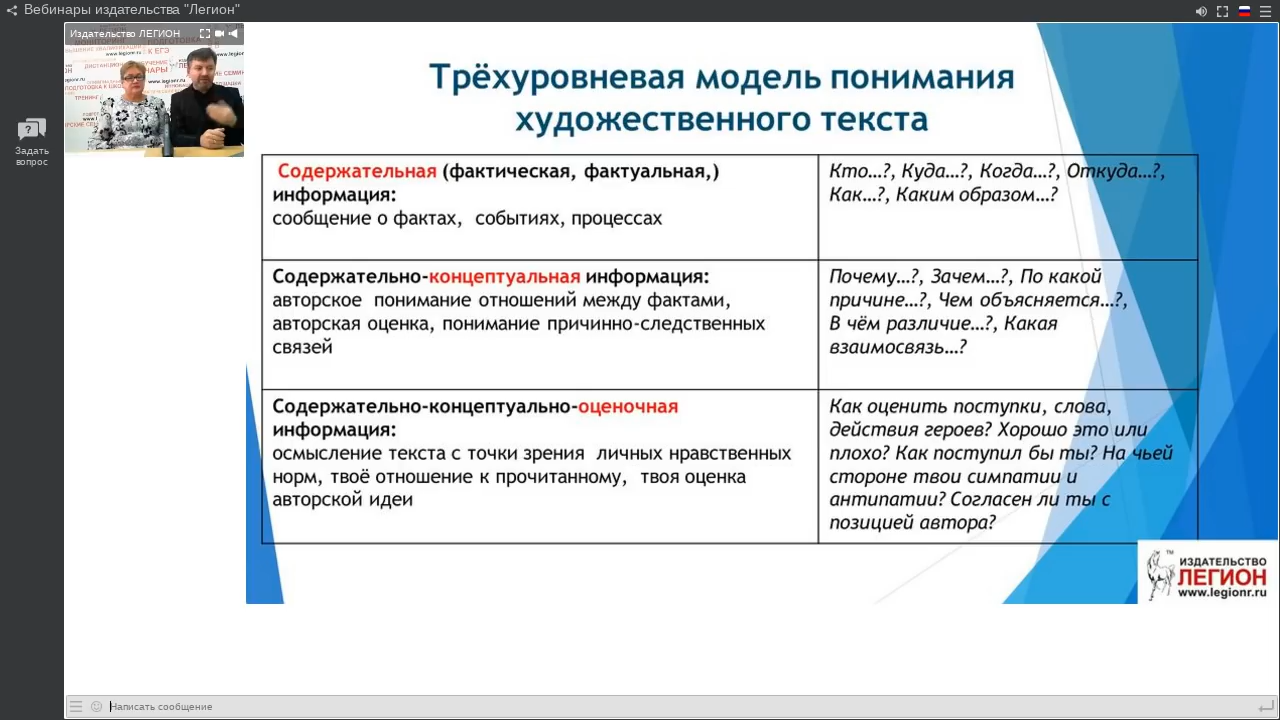 Вебинары издательства "Легион"
Издательство ЛЕГИОН
Задать
вопрос
Трёхуровневая модель понимания
художественного текста
Содержательная (фактическая, фактуальная,)
информация:
сообщение о фактах, событиях, процессах
Кто…?, Куда…?, Когда…?, Откуда…?,
Как…?, Каким образом…?
Содержательно-концептуальная информация:
авторское понимание отношений между фактами,
авторская оценка, понимание причинно-следственных
связей
Почему…?, Зачем…?, По какой
причине…?, Чем объясняется…?,
В чём различие…?, Какая
взаимосвязь…?
Содержательно-концептуально-оценочная
информация:
осмысление текста с точки зрения личных нравственных
норм, твоё отношение к прочитанному, твоя оценка
авторской идеи
Как оценить поступки, слова,
действия героев? Хорошо это или
плохо? Как поступил бы ты? На чьей
стороне твои симпатии и
антипатии? Согласен ли ты с
позицией автора?
TM
ИЗДАТЕЛЬСТВО
ЛЕГИОН
www.legionr.ru
Написать сообщение